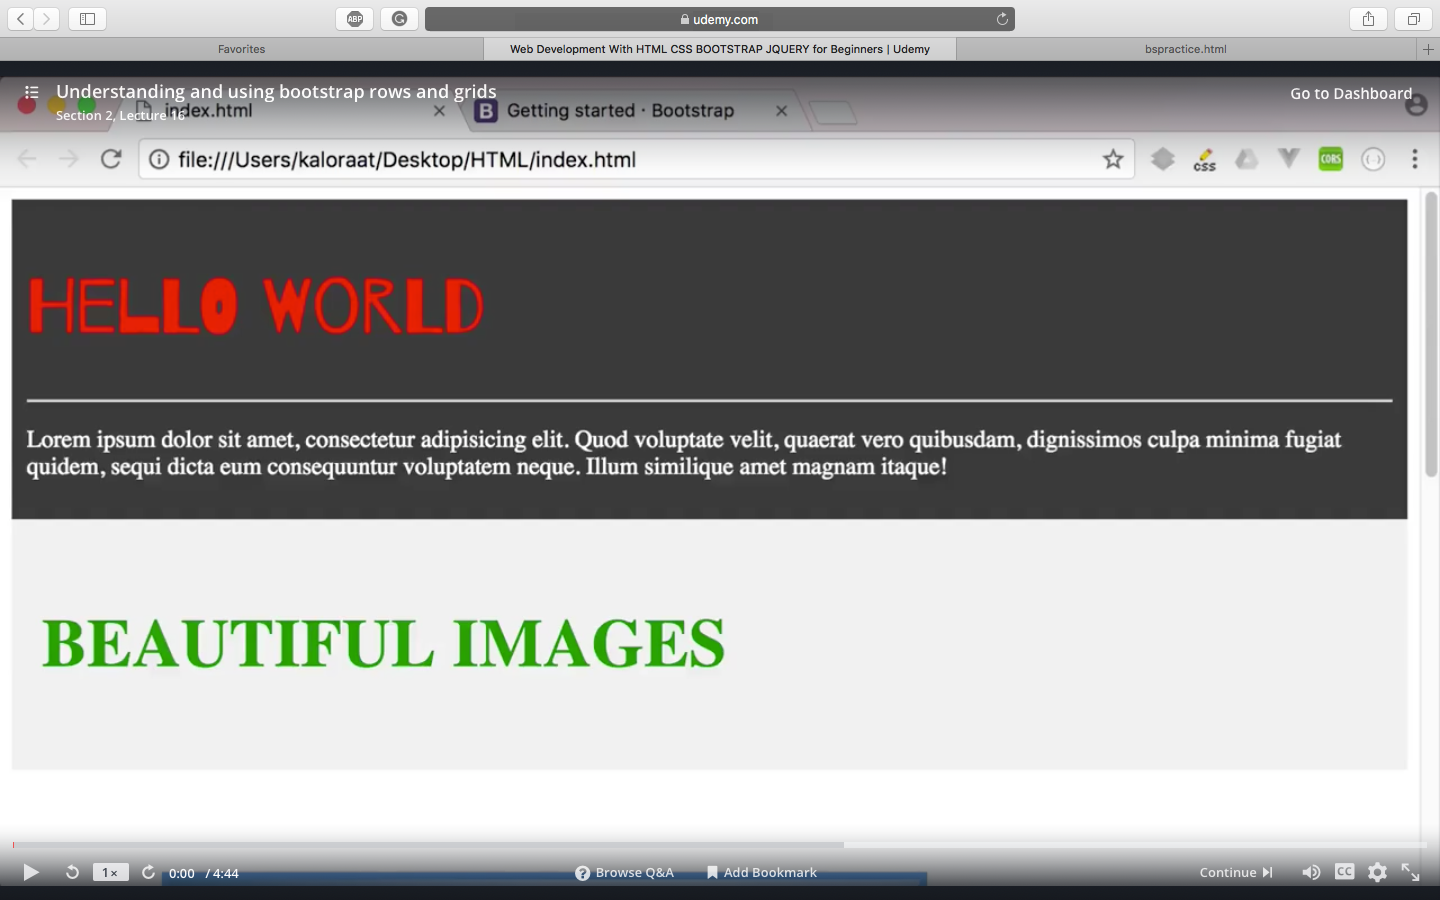 ABP
udemy.com
Favorites
Web Development With HTML CSS BOOTSTRAP JQUERY for Beginners | Udemy
bspractice.html
Understanding and using bootstrap rows and grids
Go to Dashboard
Section 2, Lecture 16
index.html
B
Getting started · Bootstrap
file:///Users/kaloraat/Desktop/HTML/index.html
css
CORS
HELLO WORLD
Lorem ipsum dolor sit amet, consectetur adipisicing elit. Quod voluptate velit, quaerat vero quibusdam, dignissimos culpa minima fugiat
quidem, sequi dicta eum consequuntur voluptatem neque. Illum similique amet magnam itaque!
BEAUTIFUL IMAGES
1×
0:00 / 4:44
Browse Q&A
Add Bookmark
Continue
CC